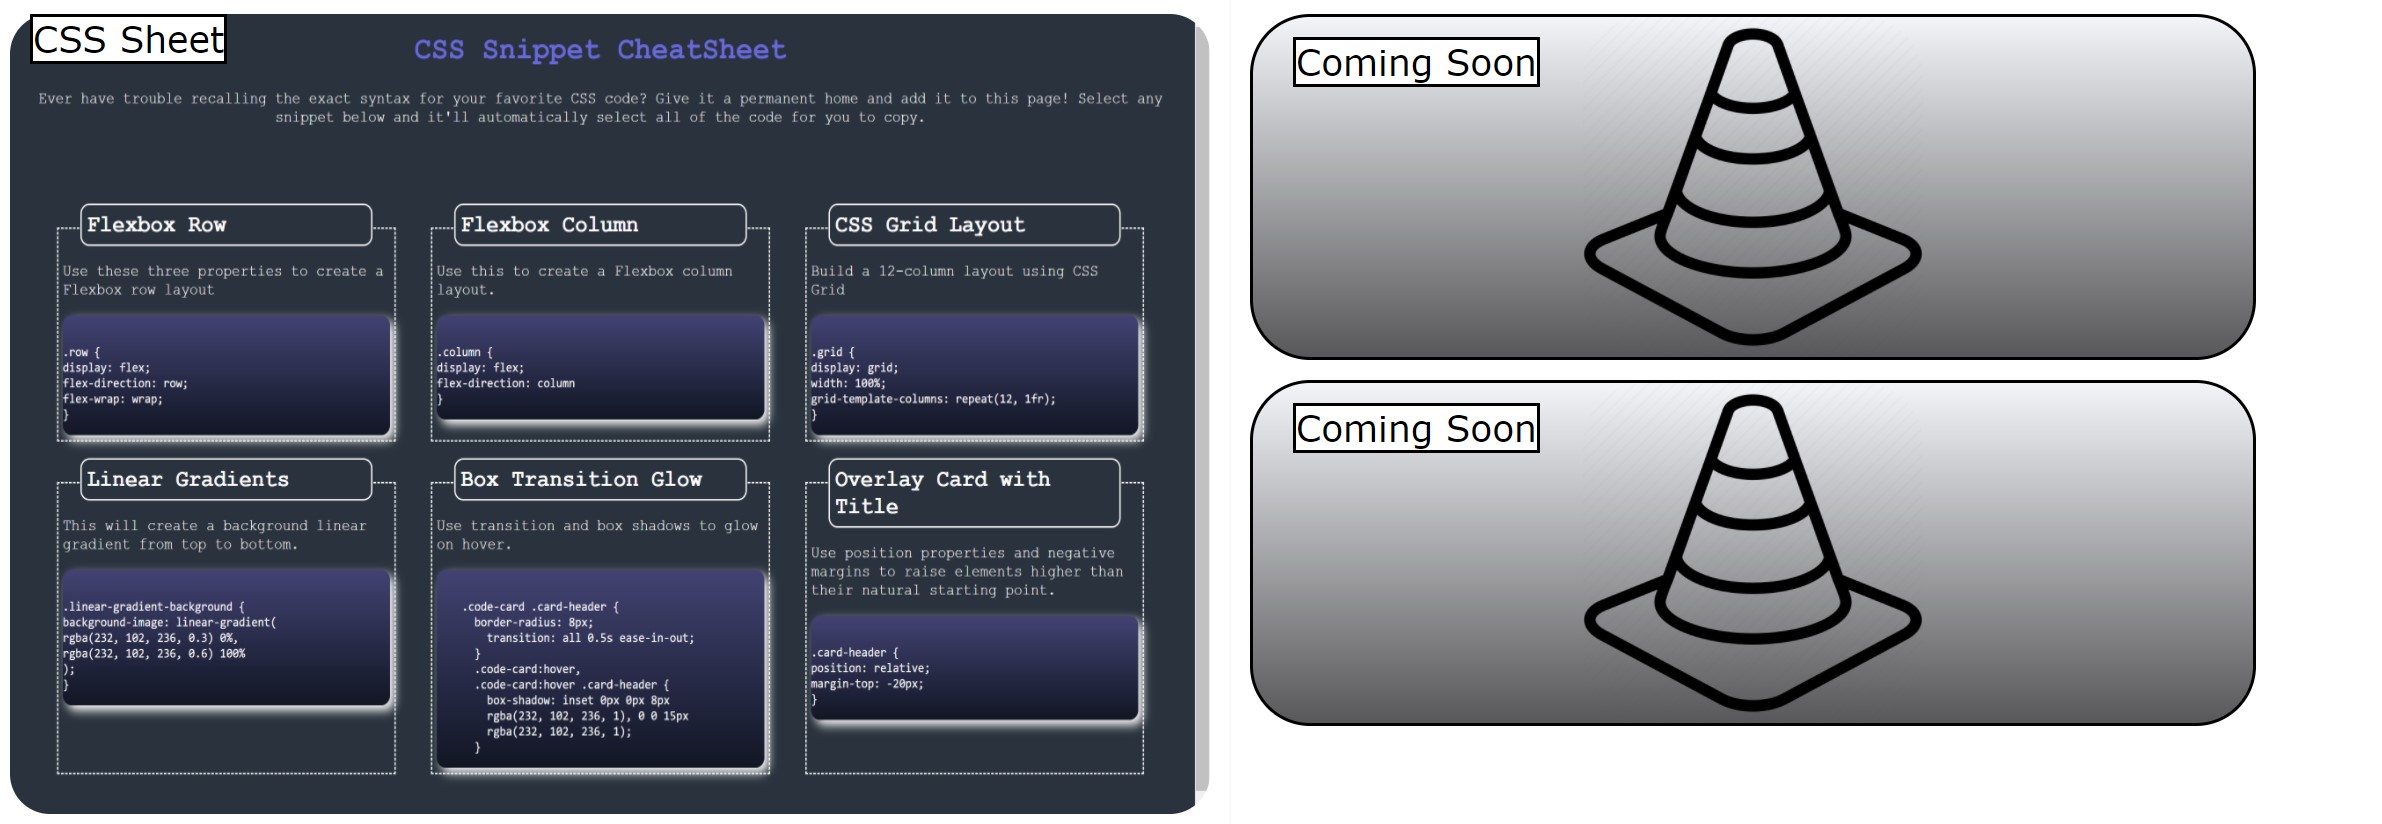 CSS Sheet
CSS Snippet CheatSheet
Ever have trouble recalling the exact syntax for your favorite CSS code? Give it a permanent home and add it to this page! Select any
snippet below and it'll automatically select all of the code for you to copy.
Flexbox Row
Use these three properties to create a
Flexbox row layout
.row {
display: flex;
flex-direction: row;
flex-wrap: wrap;
}
Flexbox Column
Use this to create a Flexbox column
layout.
.column {
display: flex;
flex-direction: column
}
CSS Grid Layout
Build a 12-column layout using CSS
Grid
.grid {
display: grid;
width: 100%;
grid-template-columns: repeat(12, 1fr);
}
Linear Gradients
This will create a background linear
gradient from top to bottom.
.linear-gradient-background {
background-image: linear-gradient(
rgba(232, 102, 236, 0.3) 0%,
rgba(232, 102, 236, 0.6) 100%
);
}
Box Transition Glow
Use transition and box shadows to glow
on hover.
.code-card .card-header {
border-radius: 8px;
transition: all 0.5s ease-in-out;
}
.code-card:hover,
.code-card:hover .card-header {
box-shadow: inset 0px 0px 8px
rgba(232, 102, 236, 1), 0 0 15px
rgba(232, 102, 236, 1);
}
Overlay Card with
Title
Use position properties and negative
margins to raise elements higher than
their natural starting point.
.card-header {
position: relative;
margin-top: -20px;
}
Coming Soon
Coming Soon